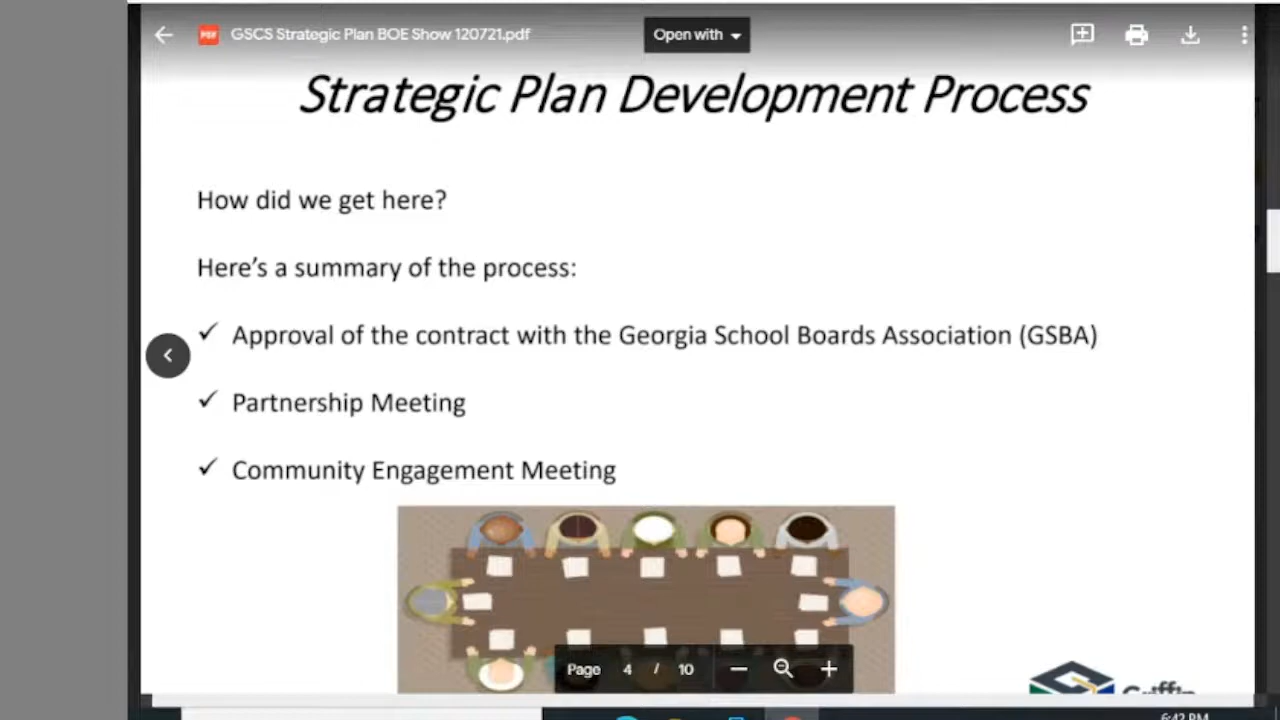 GSCS Strategic Plan BOE Show 120721.pdf
Open with
Strategic Plan Development Process
How did we get here?
Here's a summary of the process:
✓ Approval of the contract with the Georgia School Boards Association (GSBA)
✓ Partnership Meeting
✓ Community Engagement Meeting
Page 4 / 10